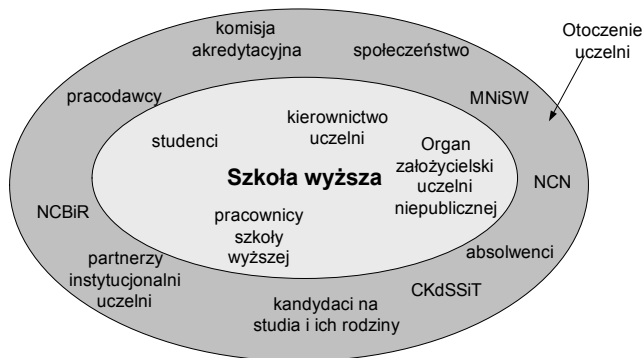 komisja
akredytacyjna
społeczeństwo
Otoczenie
uczelni
pracodawcy
MNiSW
studenci
kierownictwo
uczelni
Organ
założycielski
uczelni
niepublicznej
Szkoła wyższa
NCN
NCBiR
pracownicy
szkoły
wyższej
absolwenci
partnerzy
instytucjonalni
uczelni
CKdSSiT
kandydaci na
studia i ich rodziny